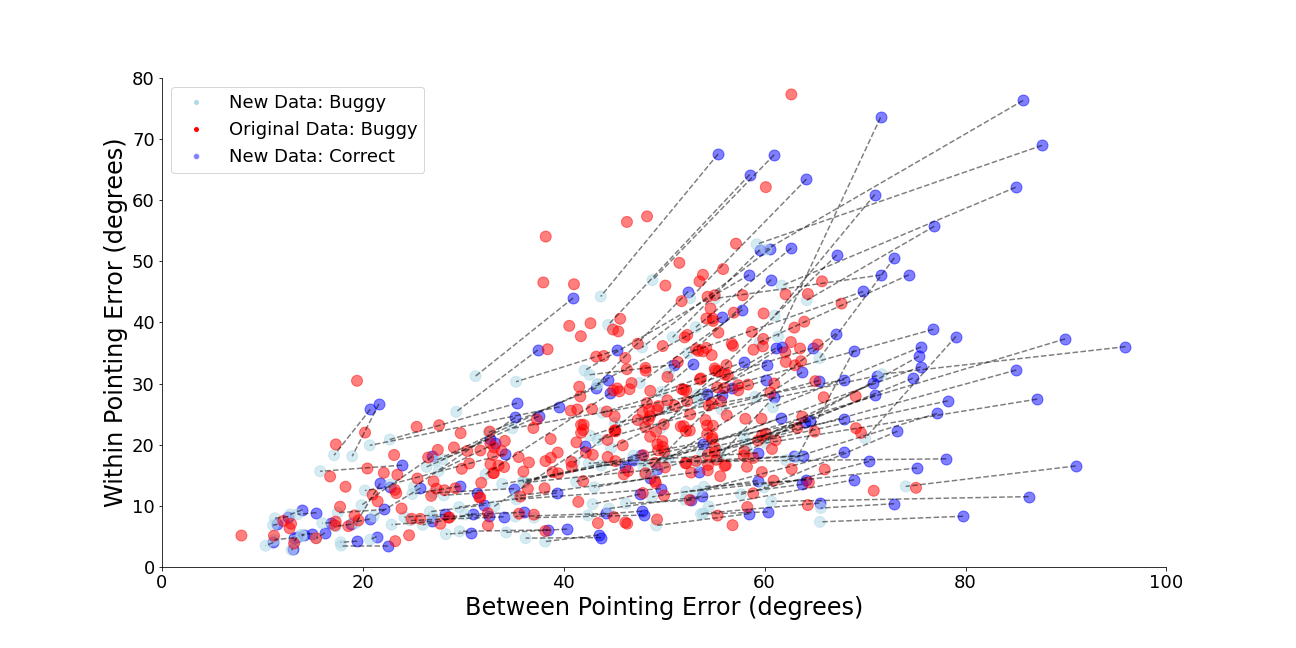 80
70
60
50
40
30
20
10
0
Within Pointing Error (degrees)
New Data: Buggy
Original Data: Buggy
New Data: Correct
0 20 40 60 80 100
Between Pointing Error (degrees)